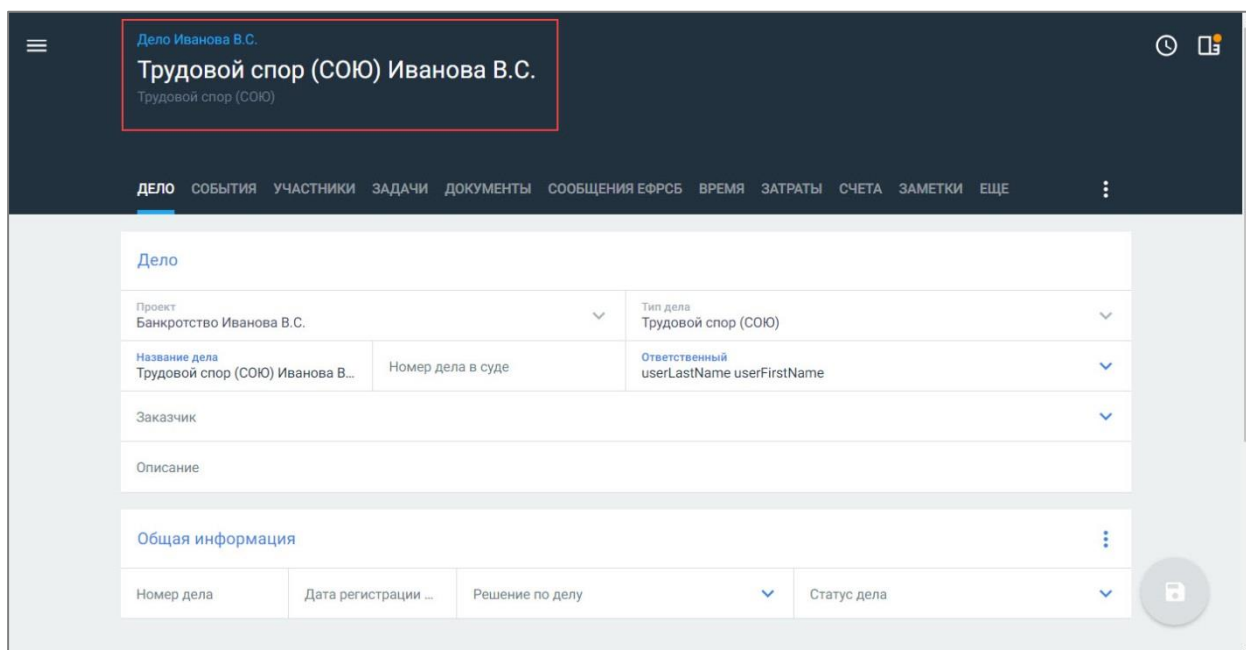 Дело Иванова В.С.
Трудовой спор (СОЮ) Иванова В.С.
Трудовой спор (СОЮ)
ДЕЛО СОБЫТИЯ УЧАСТНИКИ ЗАДАЧИ ДОКУМЕНТЫ СООБЩЕНИЯ ЕФРСБ ВРЕМЯ ЗАТРАТЫ СЧЕТА ЗАМЕТКИ ЕЩЕ
Дело
Проект
Банкротство Иванова В.С.
Тип дела
Трудовой спор (СОЮ)
Название дела
Трудовой спор (СОЮ) Иванова В...
Номер дела в суде
Ответственный
userLastName userFirstName
Заказчик
Описание
Общая информация
Номер дела
Дата регистрации ...
Решение по делу
Статус дела